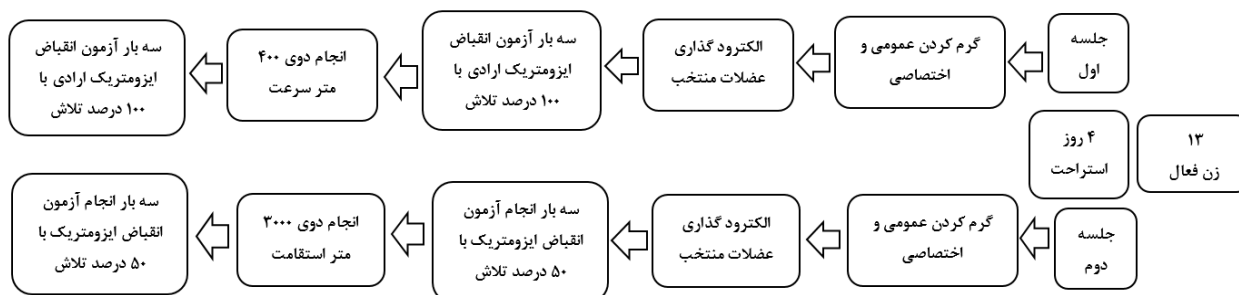 ۱۳
زن فعال
جلسه
اول
گرم کردن عمومی و
اختصاصی
الکترود گذاری
عضلات منتخب
سه بار آزمون انقباض
ایزومتریک ارادی با
۱۰۰ درصد تلاش
انجام دوی ۴۰۰
متر سرعت
سه بار آزمون انقباض
ایزومتریک ارادی با
۱۰۰ درصد تلاش
۴ روز
استراحت
جلسه
دوم
گرم کردن عمومی و
اختصاصی
الکترود گذاری
عضلات منتخب
سه بار انجام آزمون
انقباض ایزومتریک با
۵۰ درصد تلاش
انجام دوی ۳۰۰۰
متر استقامت
سه بار انجام آزمون
انقباض ایزومتریک با
۵۰ درصد تلاش